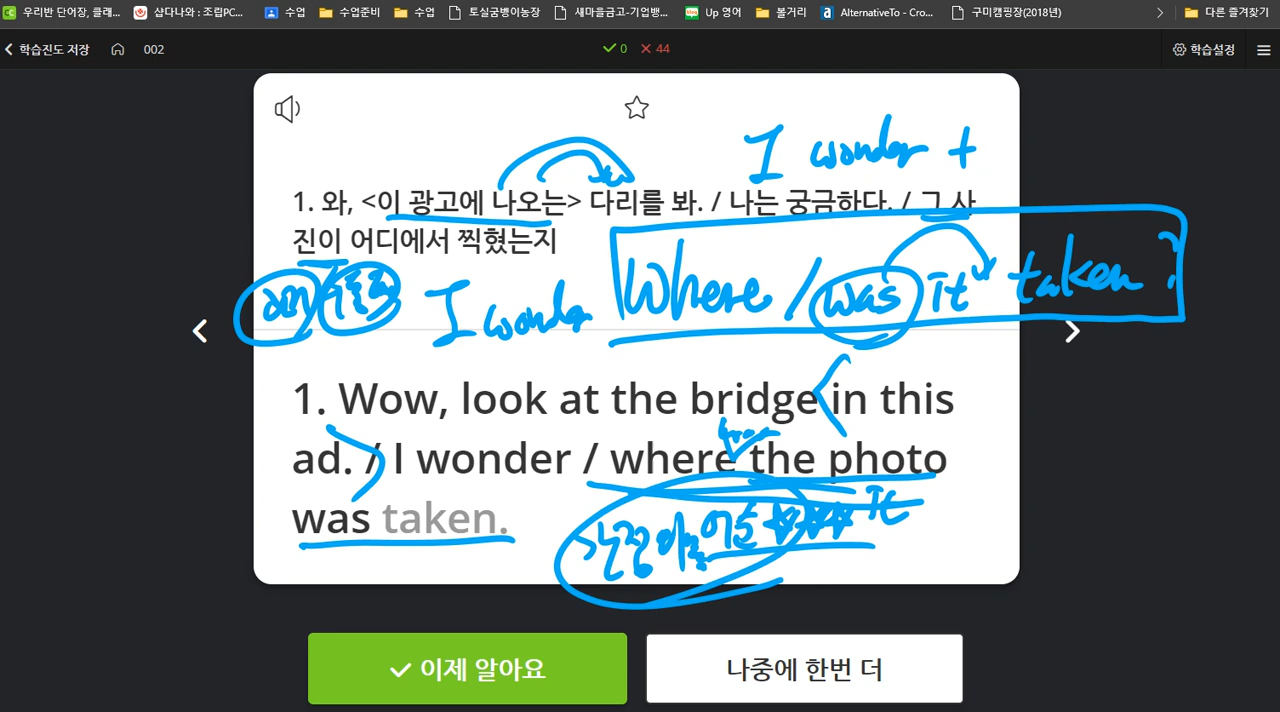 우리반 단어장, 클래... 샵다나와 : 조립PC... 수업 수업준비 수업 토실굼벵이농장 새마을금고-기업뱅... Up 영어 볼거리 AlternativeTo - Cro... 구미캠핑장(2018년) 다른 즐겨찾기
학습진도 저장 002 0 44 학습설정
I wonder +
1. 와, <이 광고에 나오는> 다리를 봐. / 나는 궁금하다. / 그 사
진이 어디에서 찍혔는지
I wonder Where / was it taken ?
1. Wow, look at the bridge in this
ad. / I wonder / where the photo
was taken.
it
이제 알아요 나중에 한번 더